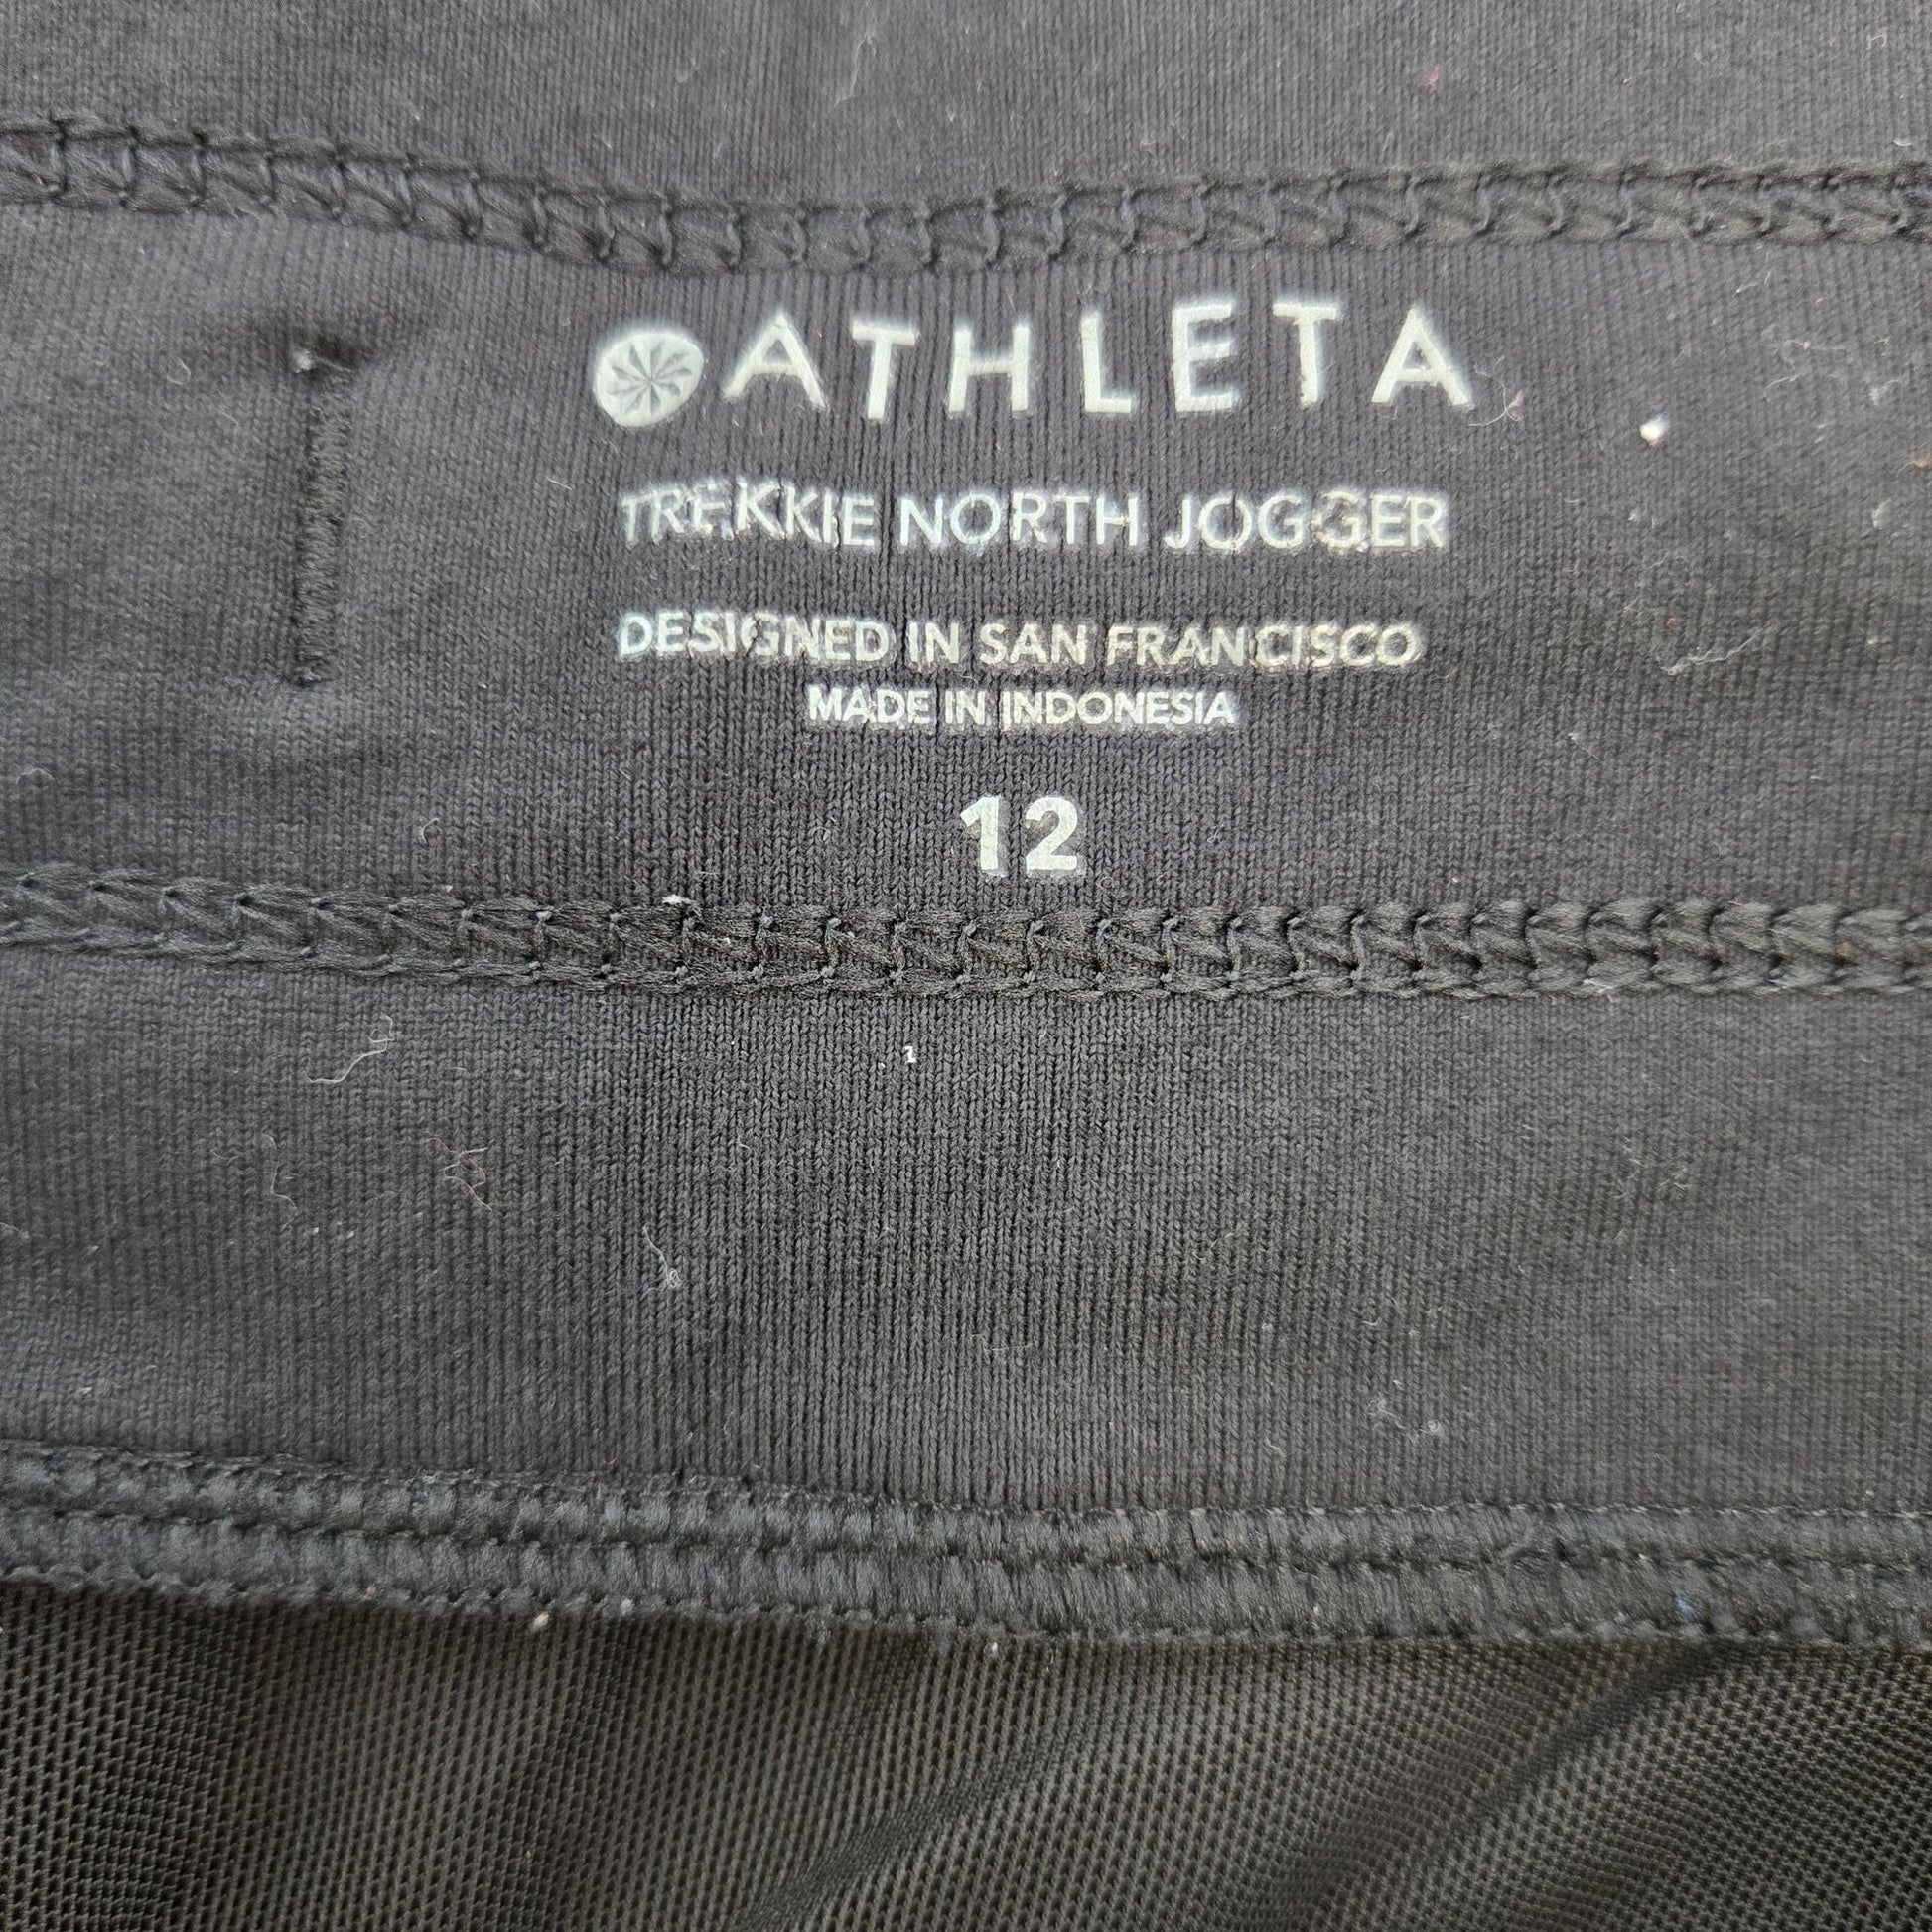 ATHLETA
TREKKIE NORTH JOGGER
DESIGNED IN SAN FRANCISCO
MADE IN INDONESIA
12